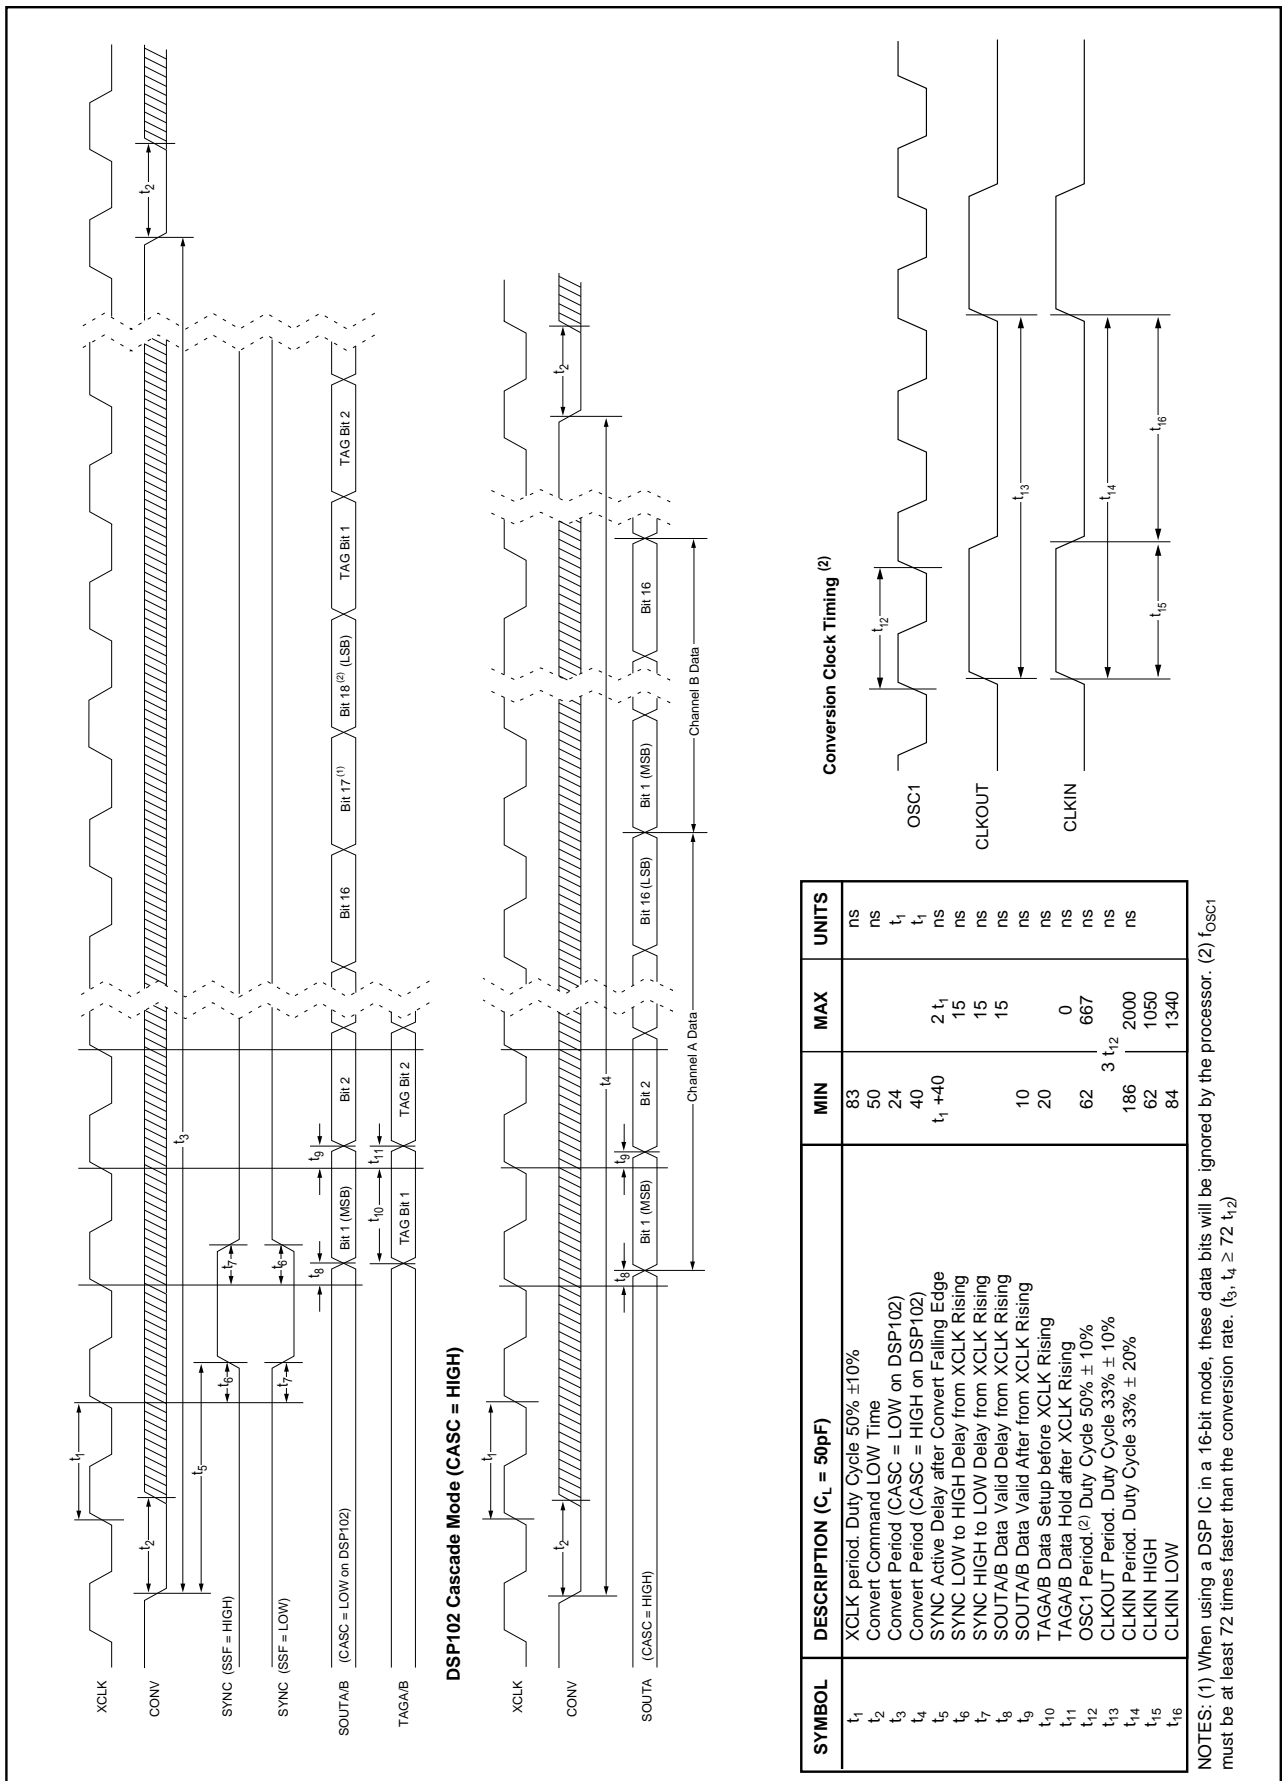 XCLK
t1
CONV
t2
t3
t2
t5
SYNC (SSF = HIGH)
t6
t7
SYNC (SSF = LOW)
t7
t6
SOUTA/B (CASC = LOW on DSP102)
t8
Bit 1 (MSB)
t9
Bit 2
Bit 16
Bit 17 (1)
Bit 18 (2) (LSB)
TAG Bit 1
TAG Bit 2
TAGA/B
TAG Bit 1
t10
t11
TAG Bit 2
DSP102 Cascade Mode (CASC = HIGH)
XCLK
t1
CONV
t2
t4
t2
SOUTA (CASC = HIGH)
t8
Bit 1 (MSB)
t9
Bit 2
Bit 16 (LSB)
Bit 1 (MSB)
Bit 16
Channel A Data
Channel B Data
SYMBOL DESCRIPTION (CL = 50pF) MIN MAX UNITS
t1 XCLK period. Duty Cycle 50% ±10% 83 ns
t2 Convert Command LOW Time 50 ns
t3 Convert Period (CASC = LOW on DSP102) 24 t1
t4 Convert Period (CASC = HIGH on DSP102) 40 t1
t5 SYNC Active Delay after Convert Falling Edge t1 +40 2 t1 ns
t6 SYNC LOW to HIGH Delay from XCLK Rising 15 ns
t7 SYNC HIGH to LOW Delay from XCLK Rising 15 ns
t8 SOUTA/B Data Valid Delay from XCLK Rising 15 ns
t9 SOUTA/B Data Valid After from XCLK Rising 10 ns
t10 TAGA/B Data Setup before XCLK Rising 20 ns
t11 TAGA/B Data Hold after XCLK Rising 0 ns
t12 OSC1 Period.(2) Duty Cycle 50% ± 10% 62 667 ns
t13 CLKOUT Period. Duty Cycle 33% ± 10% 3 t12 ns
t14 CLKIN Period. Duty Cycle 33% ± 20% 186 2000 ns
t15 CLKIN HIGH 62 1050
t16 CLKIN LOW 84 1340
NOTES: (1) When using a DSP IC in a 16-bit mode, these data bits will be ignored by the processor. (2) fOSC1
must be at least 72 times faster than the conversion rate. (t3, t4 ≥ 72 t12)
Conversion Clock Timing (2)
OSC1
t12
CLKOUT
t13
CLKIN
t14
t15
t16